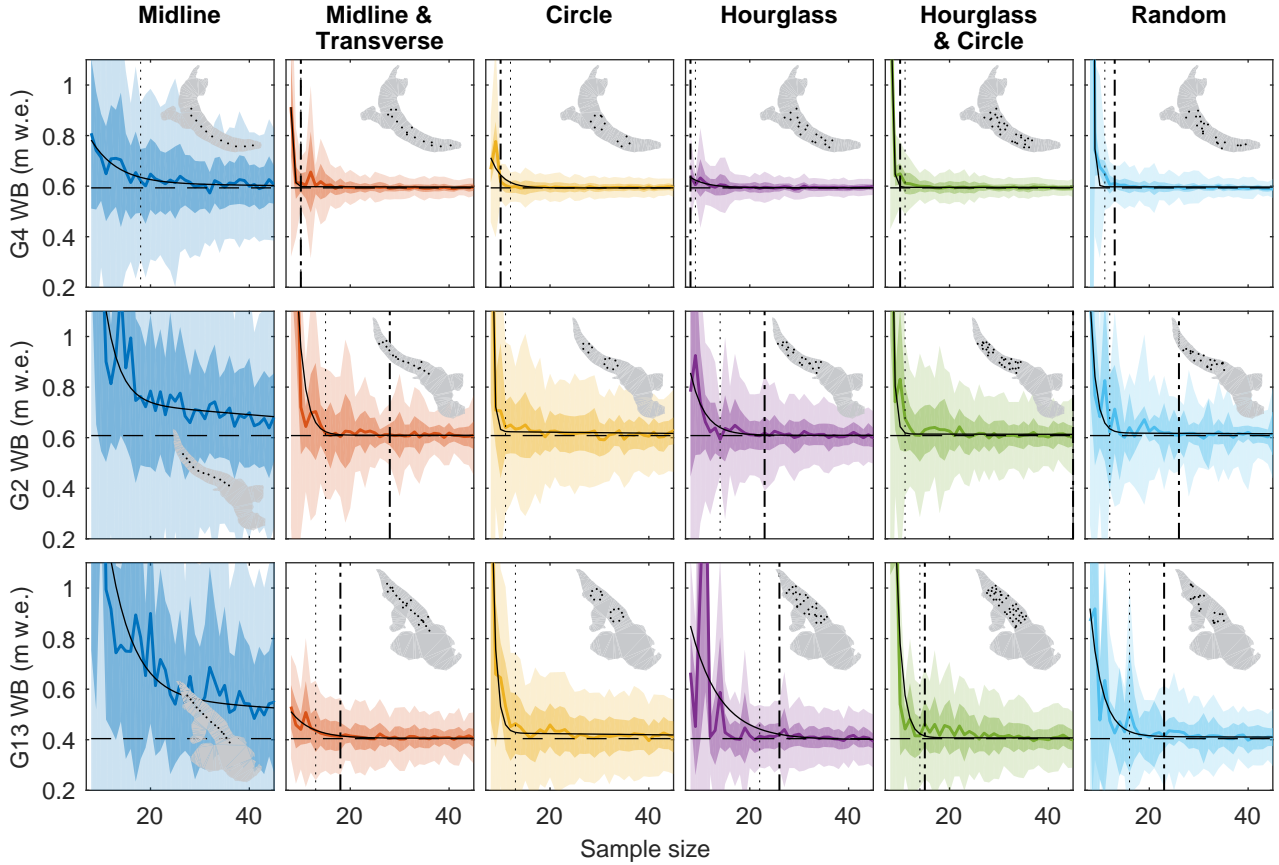 Midline
Midline &
Transverse
Circle
Hourglass
Hourglass
& Circle
Random
G4 WB (m w.e.)
1
0.8
0.6
0.4
0.2
G2 WB (m w.e.)
1
0.8
0.6
0.4
0.2
G13 WB (m w.e.)
1
0.8
0.6
0.4
0.2
20 40 20 40 20 40 20 40 20 40 20 40
Sample size